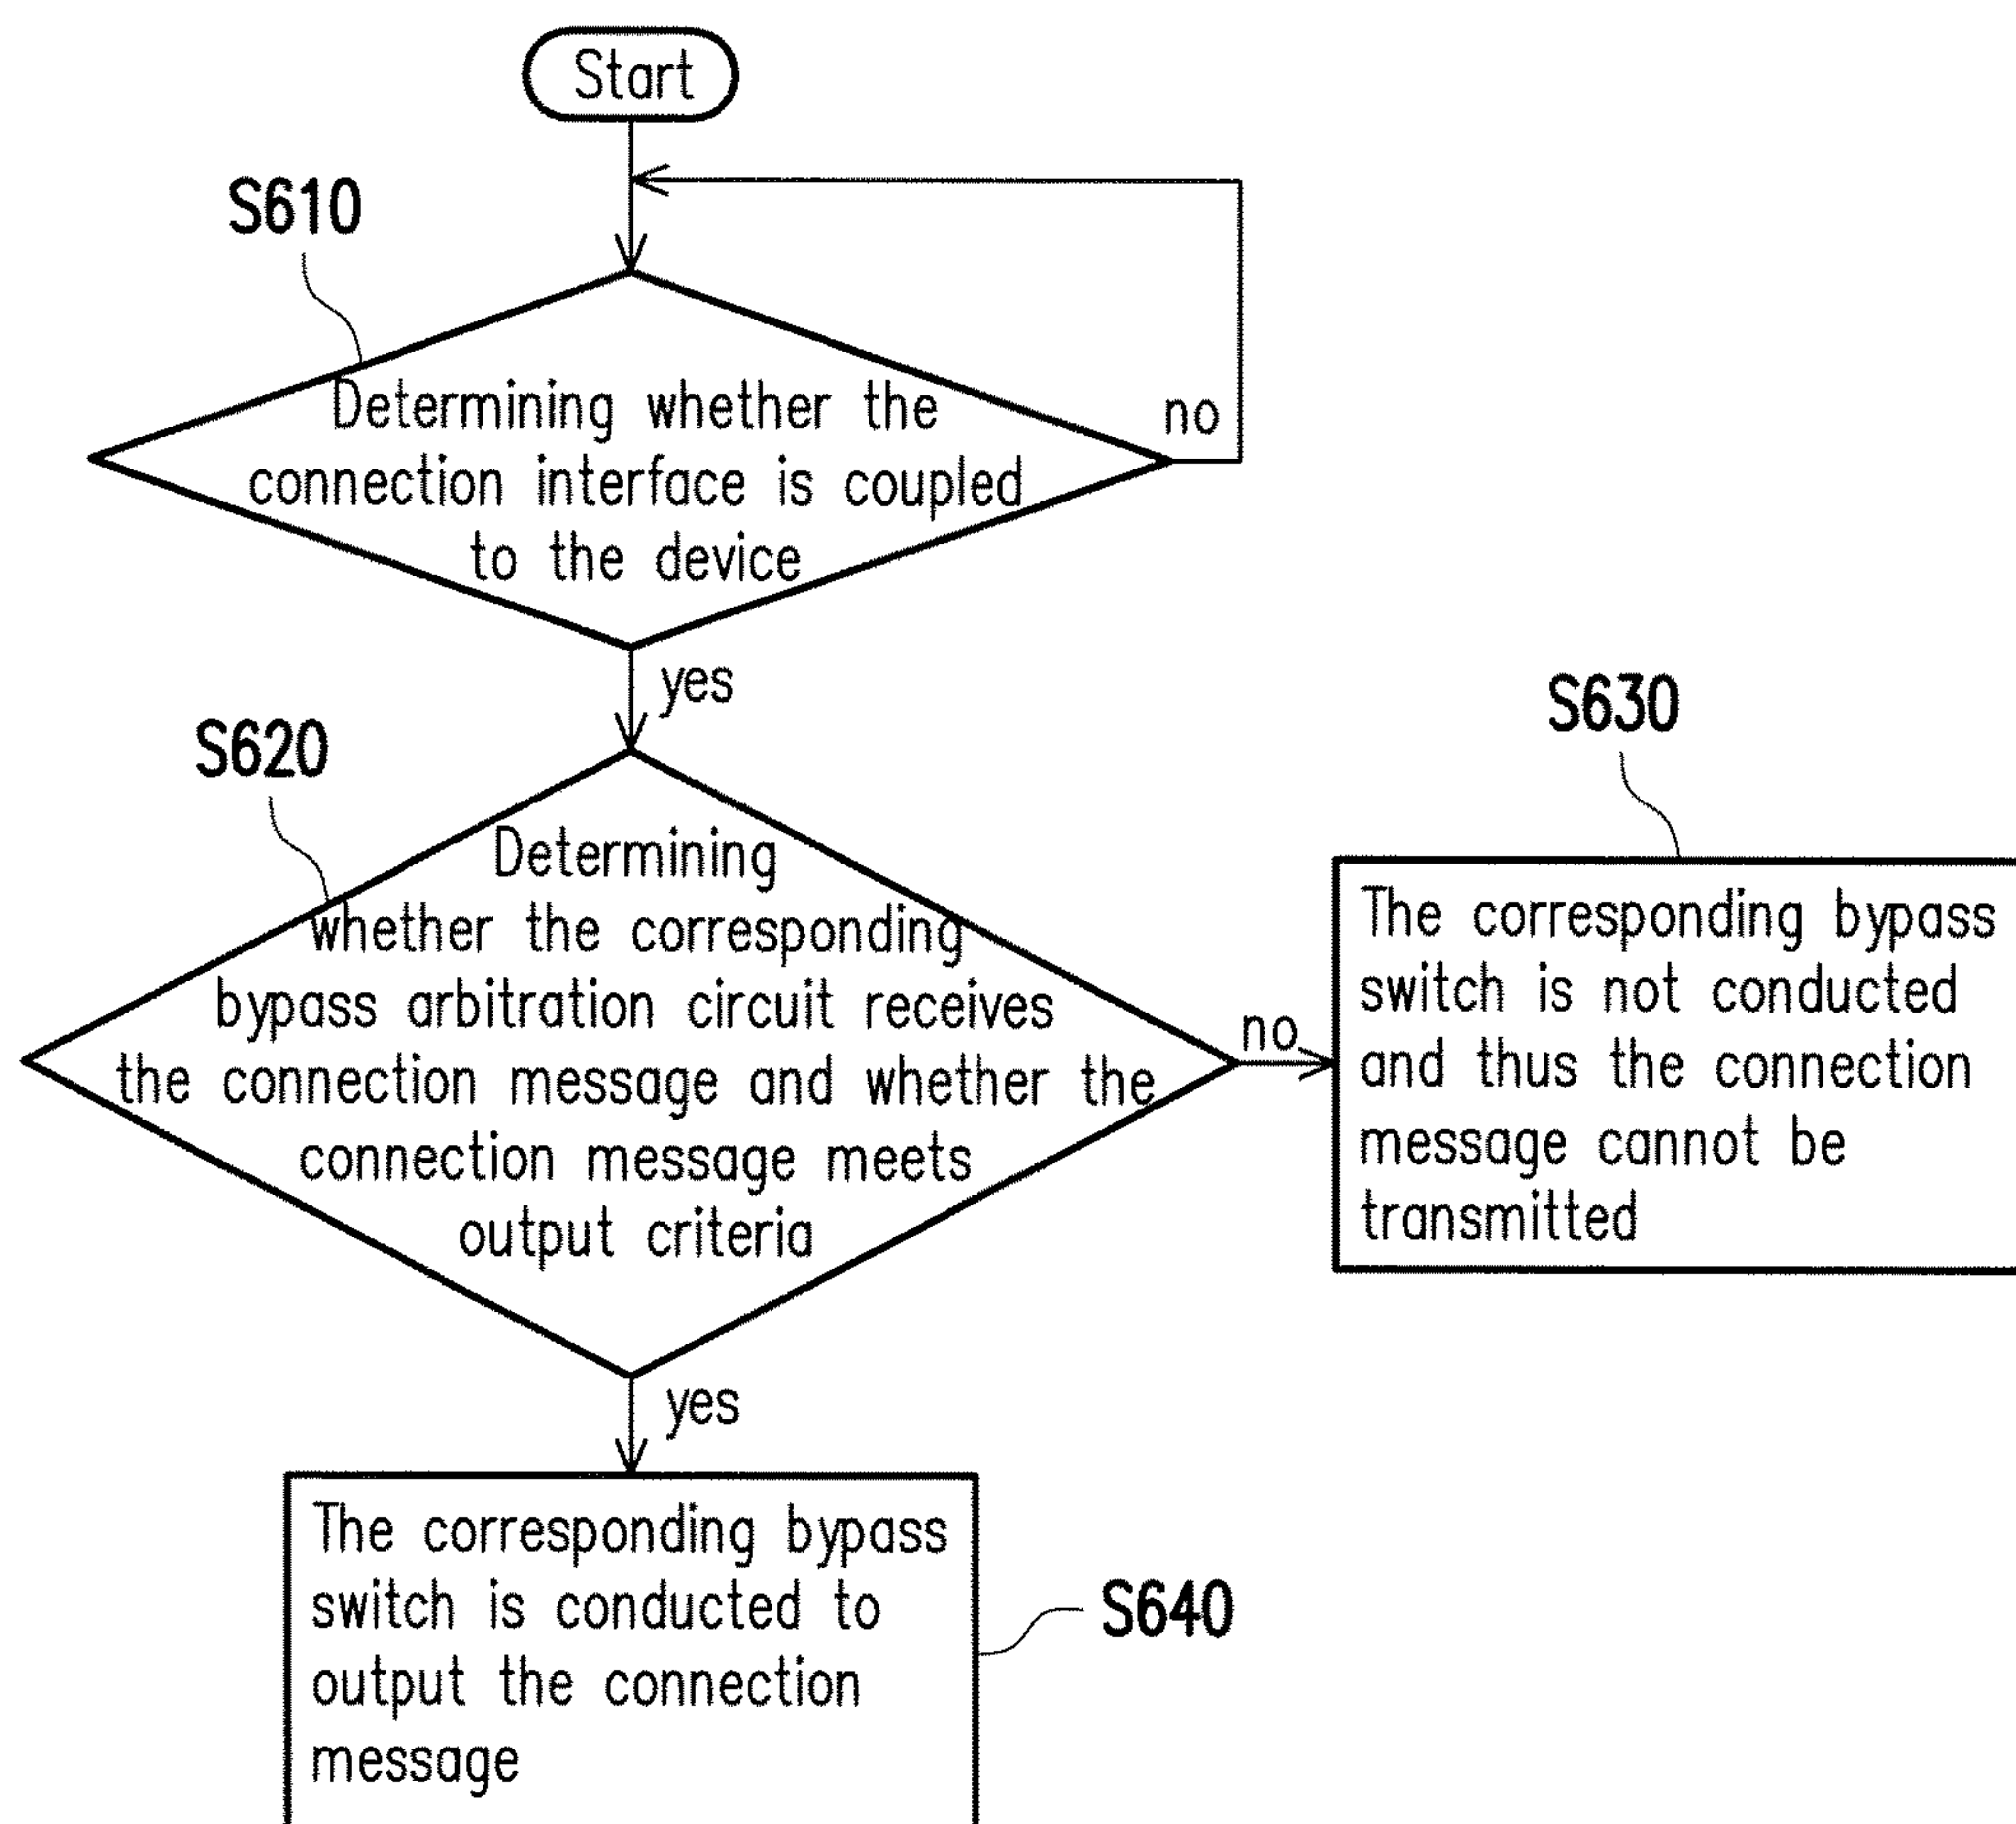 Start
S610
Determining whether the
connection interface is coupled
to the device
no
yes
S620
Determining
whether the corresponding
bypass arbitration circuit receives
the connection message and whether the
connection message meets
output criteria
no
S630
The corresponding bypass
switch is not conducted
and thus the connection
message cannot be
transmitted
yes
The corresponding bypass
switch is conducted to
output the connection
message
S640